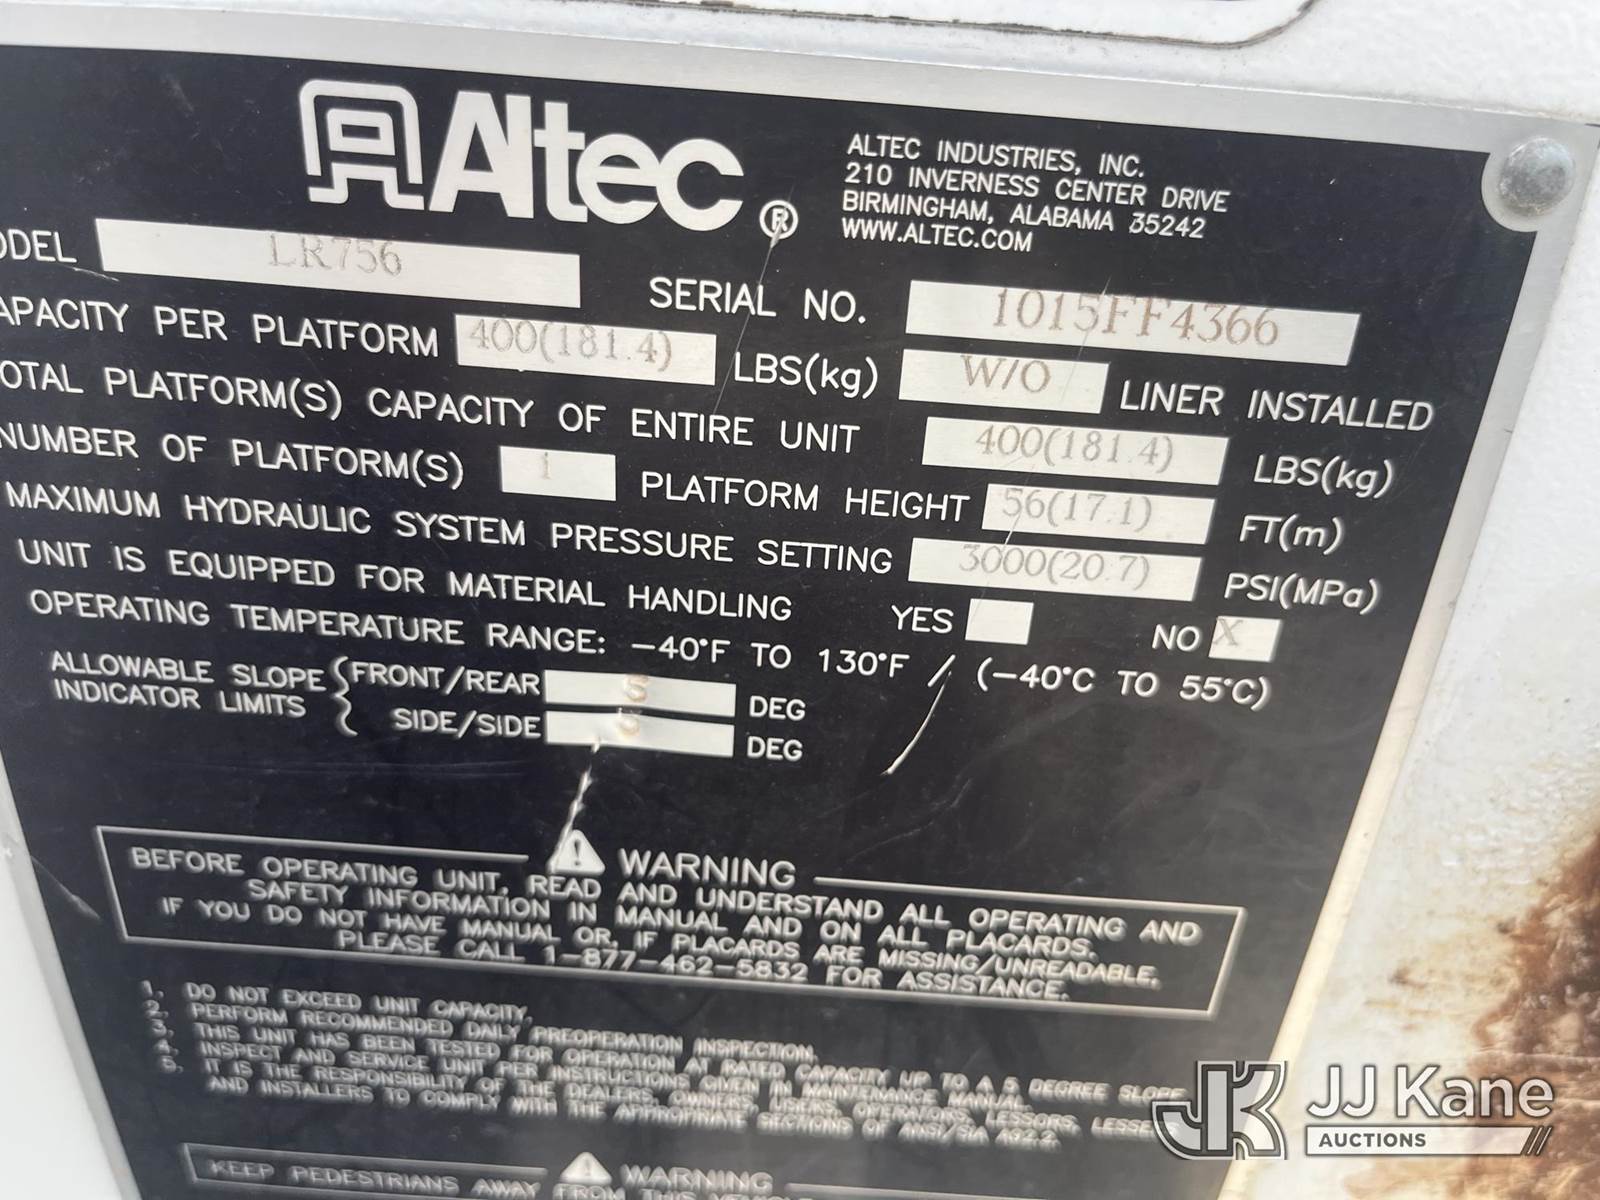 Altec ®
ALTEC INDUSTRIES, INC.
210 INVERNESS CENTER DRIVE
BIRMINGHAM, ALABAMA 35242
WWW.ALTEC.COM
ODEL LR756 SERIAL NO. 1015FF4366
APACITY PER PLATFORM 400(181.4) LBS(kg) W/O LINER INSTALLED
OTAL PLATFORM(S) CAPACITY OF ENTIRE UNIT 400(181.4) LBS(kg)
NUMBER OF PLATFORM(S) 1 PLATFORM HEIGHT 56(17.1) FT(m)
MAXIMUM HYDRAULIC SYSTEM PRESSURE SETTING 3000(20.7) PSI(MPa)
UNIT IS EQUIPPED FOR MATERIAL HANDLING YES NO X
OPERATING TEMPERATURE RANGE: -40°F TO 130°F / (-40°C TO 55°C)
ALLOWABLE SLOPE FRONT/REAR 5 DEG
INDICATOR LIMITS SIDE/SIDE 5 DEG
WARNING
BEFORE OPERATING UNIT, READ AND UNDERSTAND ALL OPERATING AND
SAFETY INFORMATION IN MANUAL AND ON ALL PLACARDS.
IF YOU DO NOT HAVE MANUAL OR, IF PLACARDS ARE MISSING/UNREADABLE,
PLEASE CALL 1-877-462-5832 FOR ASSISTANCE.
1. DO NOT EXCEED UNIT CAPACITY.
2. PERFORM RECOMMENDED DAILY PREOPERATION INSPECTION.
3. THIS UNIT HAS BEEN TESTED FOR OPERATION AT RATED CAPACITY UP TO A 5 DEGREE SLOPE.
4. INSPECT AND SERVICE UNIT PER INSTRUCTIONS GIVEN IN MAINTENANCE MANUAL.
5. IT IS THE RESPONSIBILITY OF THE DEALERS, OWNERS, USERS, OPERATORS, LESSORS, LESSEES
AND INSTALLERS TO COMPLY WITH THE APPROPRIATE SECTIONS OF ANSI/SIA A92.2.
WARNING
KEEP PEDESTRIANS AWAY FROM THIS VEHICLE
JJ Kane
AUCTIONS